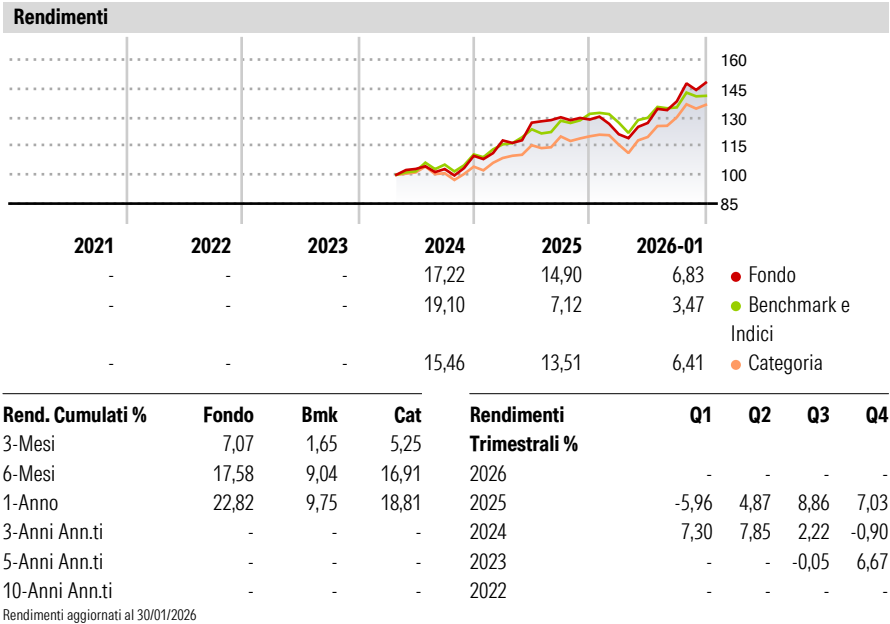 Rendimenti
160
145
130
115
100
85
2021 2022 2023 2024 2025 2026-01
- - - 17,22 14,90 6,83 Fondo
- - - 19,10 7,12 3,47 Benchmark e
Indici
- - - 15,46 13,51 6,41 Categoria
Rend. Cumulati % Fondo Bmk Cat
3-Mesi 7,07 1,65 5,25
6-Mesi 17,58 9,04 16,91
1-Anno 22,82 9,75 18,81
3-Anni Ann.ti - - -
5-Anni Ann.ti - - -
10-Anni Ann.ti - - -
Rendimenti Q1 Q2 Q3 Q4
Trimestrali %
2026 - - - -
2025 -5,96 4,87 8,86 7,03
2024 7,30 7,85 2,22 -0,90
2023 - - -0,05 6,67
2022 - - - -
Rendimenti aggiornati al 30/01/2026